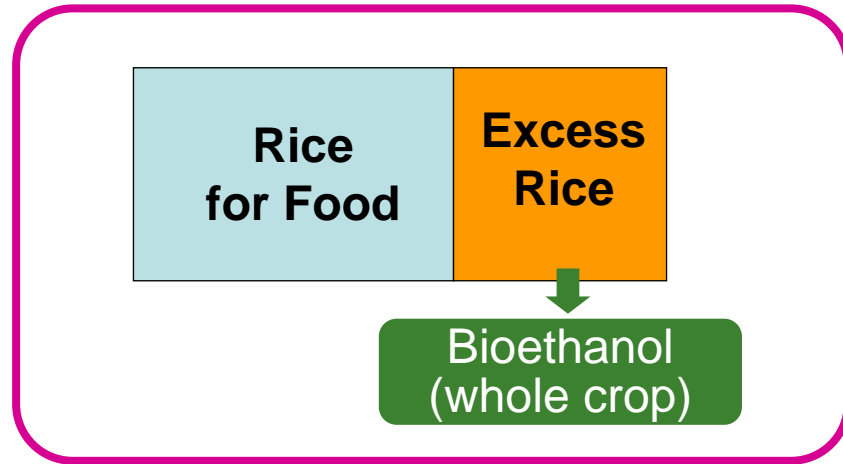 Rice
for Food
Excess
Rice
Bioethanol
(whole crop)